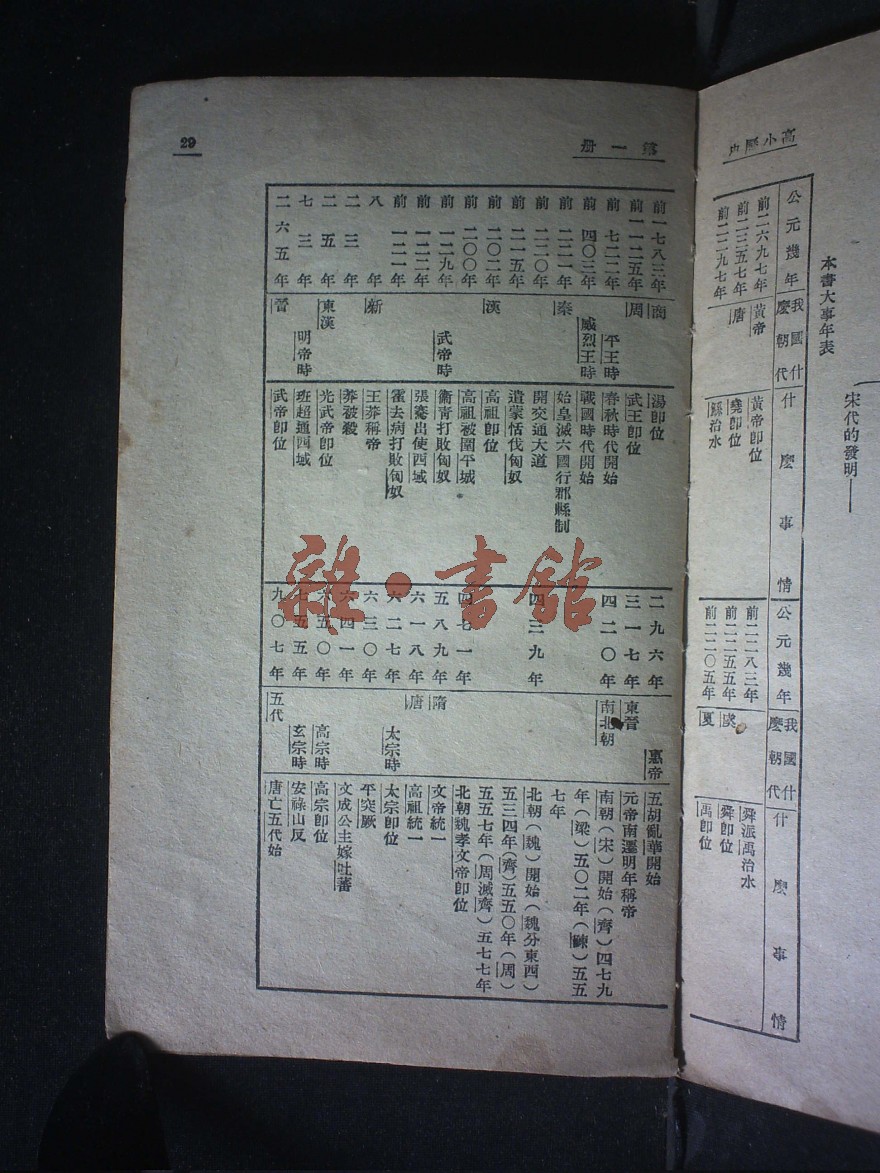 高小歷史
宋代的發明——
本書大事年表
公元幾年 我國什麼朝代 什麼事情 公元幾年 我國什麼朝代 什麼事情
前二六九七年 黃帝 黃帝即位 前二二八三年 舜派禹治水
前二三五七年 唐 堯即位 前二二五五年 虞 舜即位
前二二九七年 鯀治水 前二二〇五年 夏 禹即位
第一册
29
前一七八三年 商 湯即位 二九六年 惠帝 五胡亂華開始
前一一二五年 周 武王即位 三一七年 東晉 元帝南遷明年稱帝
前七二二年 平王時 春秋時代開始 四二〇年 南北朝 南朝(宋)開始(齊)四七九
前四〇三年 威烈王時 戰國時代開始 年(梁)五〇二年(陳)五五
前二二一年 秦 始皇滅六國行郡縣制 七年
前二二〇年 開交通大道 四三九年 北朝(魏)開始(魏分東西)
前二一五年 遣蒙恬伐匈奴 五三四年(齊)五五〇年(周)
前二〇二年 漢 高祖即位 五五七年(周滅齊)五七七年
前二〇〇年 高祖被圍平城 四七一年 北朝魏孝文帝即位
前一二九年 武帝時 衞青打敗匈奴 五八九年 隋 文帝統一
前一二二年 張騫出使西域 六一八年 唐 高祖統一
前一二一年 霍去病打敗匈奴 六二七年 太宗時 太宗即位
八年 新 王莽稱帝 六三〇年 平突厥
二三年 莽被殺 六四一年 文成公主嫁吐蕃
二五年 東漢 光武帝即位 六五〇年 高宗時 高宗即位
七三年 明帝時 班超通西域 七五五年 玄宗時 安祿山反
二六五年 晉 武帝即位 九〇七年 五代 唐亡五代始
雜·書館